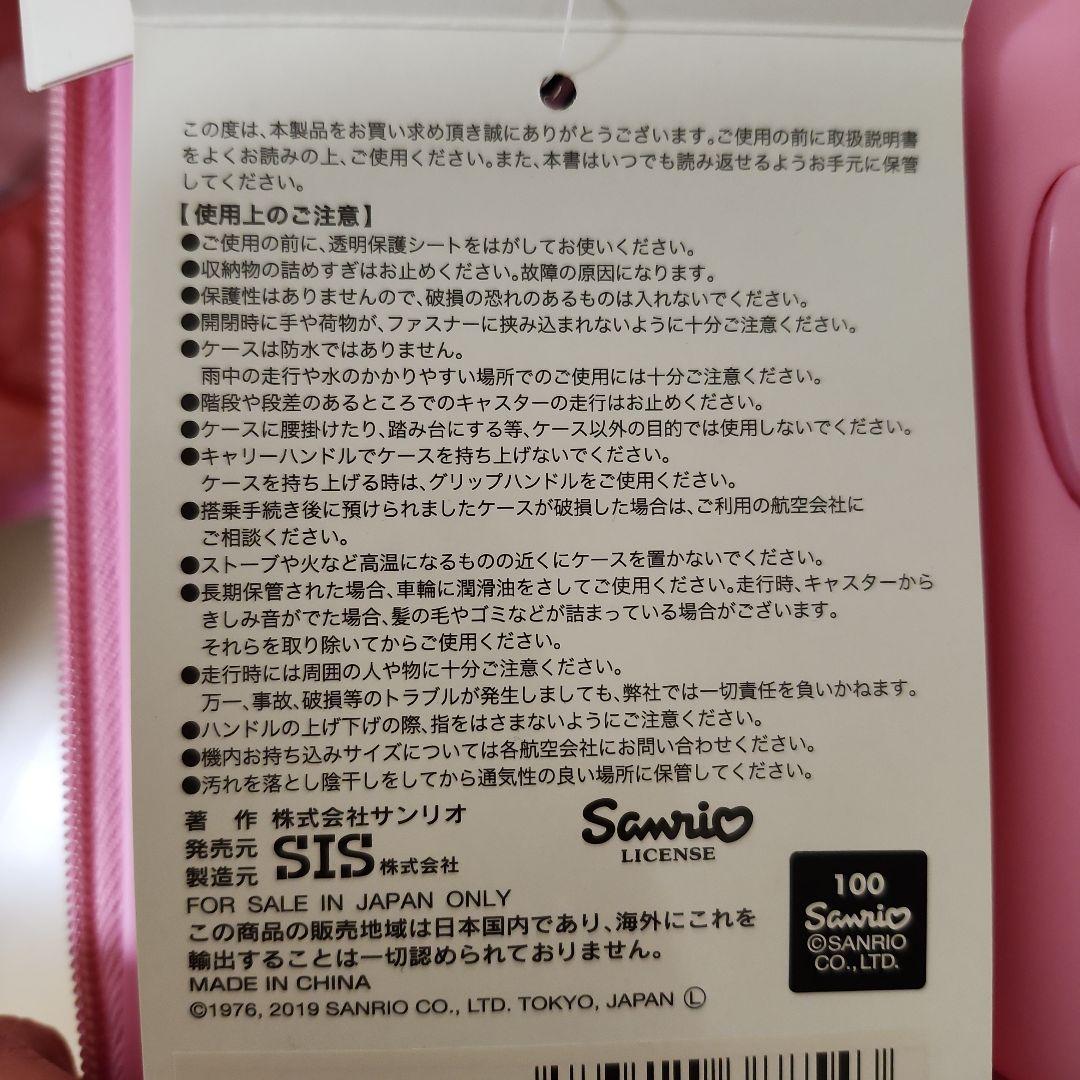 この度は、本製品をお買い求め頂き誠にありがとうございます。ご使用の前に取扱説明書
をよくお読みの上、ご使用ください。また、本書はいつでも読み返せるようお手元に保管
してください。
【使用上のご注意】
●ご使用の前に、透明保護シートをはがしてお使いください。
●収納物の詰めすぎはお止めください。故障の原因になります。
●保護性はありませんので、破損の恐れのあるものは入れないでください。
●開閉時に手や荷物が、ファスナーに挟み込まれないように十分ご注意ください。
●ケースは防水ではありません。
雨中の走行や水のかかりやすい場所でのご使用には十分ご注意ください。
●階段や段差のあるところでのキャスターの走行はお止めください。
●ケースに腰掛けたり、踏み台にする等、ケース以外の目的では使用しないでください。
●キャリーハンドルでケースを持ち上げないでください。
ケースを持ち上げる時は、グリップハンドルをご使用ください。
●搭乗手続き後に預けられましたケースが破損した場合は、ご利用の航空会社に
ご相談ください。
●ストーブや火など高温になるものの近くにケースを置かないでください。
●長期保管された場合、車輪に潤滑油をさしてご使用ください。走行時、キャスターから
きしみ音がでた場合、髪の毛やゴミなどが詰まっている場合がございます。
それらを取り除いてからご使用ください。
●走行時には周囲の人や物に十分ご注意ください。
万一、事故、破損等のトラブルが発生しましても、弊社では一切責任を負いかねます。
●ハンドルの上げ下げの際、指をはさまないようにご注意ください。
●機内お持ち込みサイズについては各航空会社にお問い合わせください。
●汚れを落とし陰干しをしてから通気性の良い場所に保管してください。
著 作 株式会社サンリオ
発売元
製造元 SIS 株式会社
Sanrio
LICENSE
FOR SALE IN JAPAN ONLY
この商品の販売地域は日本国内であり、海外にこれを
輸出することは一切認められておりません。
MADE IN CHINA
©1976, 2019 SANRIO CO., LTD. TOKYO, JAPAN Ⓛ
100
Sanrio
©SANRIO
CO., LTD.